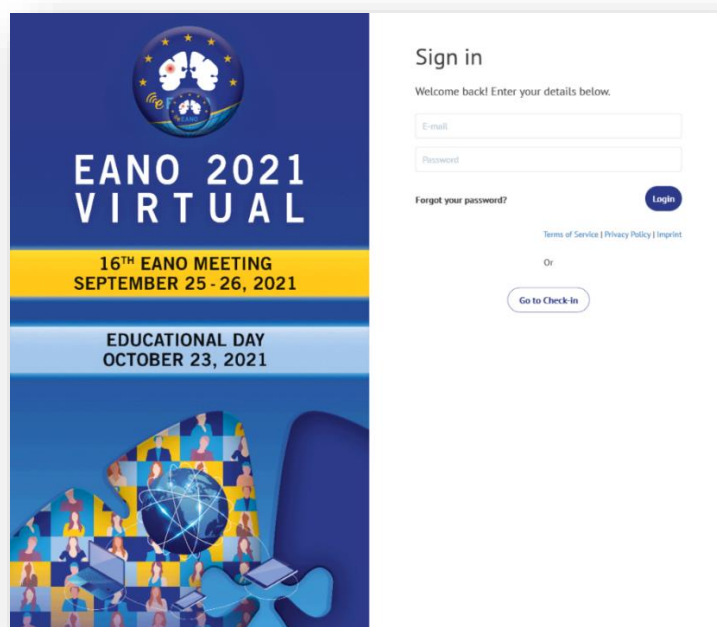 EANO
EANO 2021
VIRTUAL
16TH EANO MEETING
SEPTEMBER 25 - 26, 2021
EDUCATIONAL DAY
OCTOBER 23, 2021
Sign in
Welcome back! Enter your details below.
E-mail
Password
Forgot your password?
Login
Terms of Service | Privacy Policy | Imprint
Or
Go to Check-in